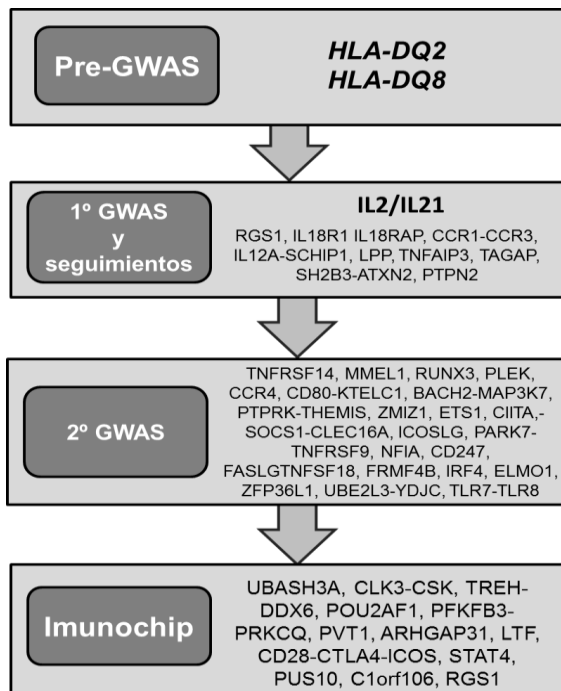 Pre-GWAS
HLA-DQ2
HLA-DQ8
1º GWAS
y
seguimientos
IL2/IL21
RGS1, IL18R1 IL18RAP, CCR1-CCR3,
IL12A-SCHIP1, LPP, TNFAIP3, TAGAP,
SH2B3-ATXN2, PTPN2
2º GWAS
TNFRSF14, MMEL1, RUNX3, PLEK,
CCR4, CD80-KTELC1, BACH2-MAP3K7,
PTPRK-THEMIS, ZMIZ1, ETS1, CIITA,-
SOCS1-CLEC16A, ICOSLG, PARK7-
TNFRSF9, NFIA, CD247,
FASLGTNFSF18, FRMF4B, IRF4, ELMO1,
ZFP36L1, UBE2L3-YDJC, TLR7-TLR8
Imunochip
UBASH3A, CLK3-CSK, TREH-
DDX6, POU2AF1, PFKFB3-
PRKCQ, PVT1, ARHGAP31, LTF,
CD28-CTLA4-ICOS, STAT4,
PUS10, C1orf106, RGS1